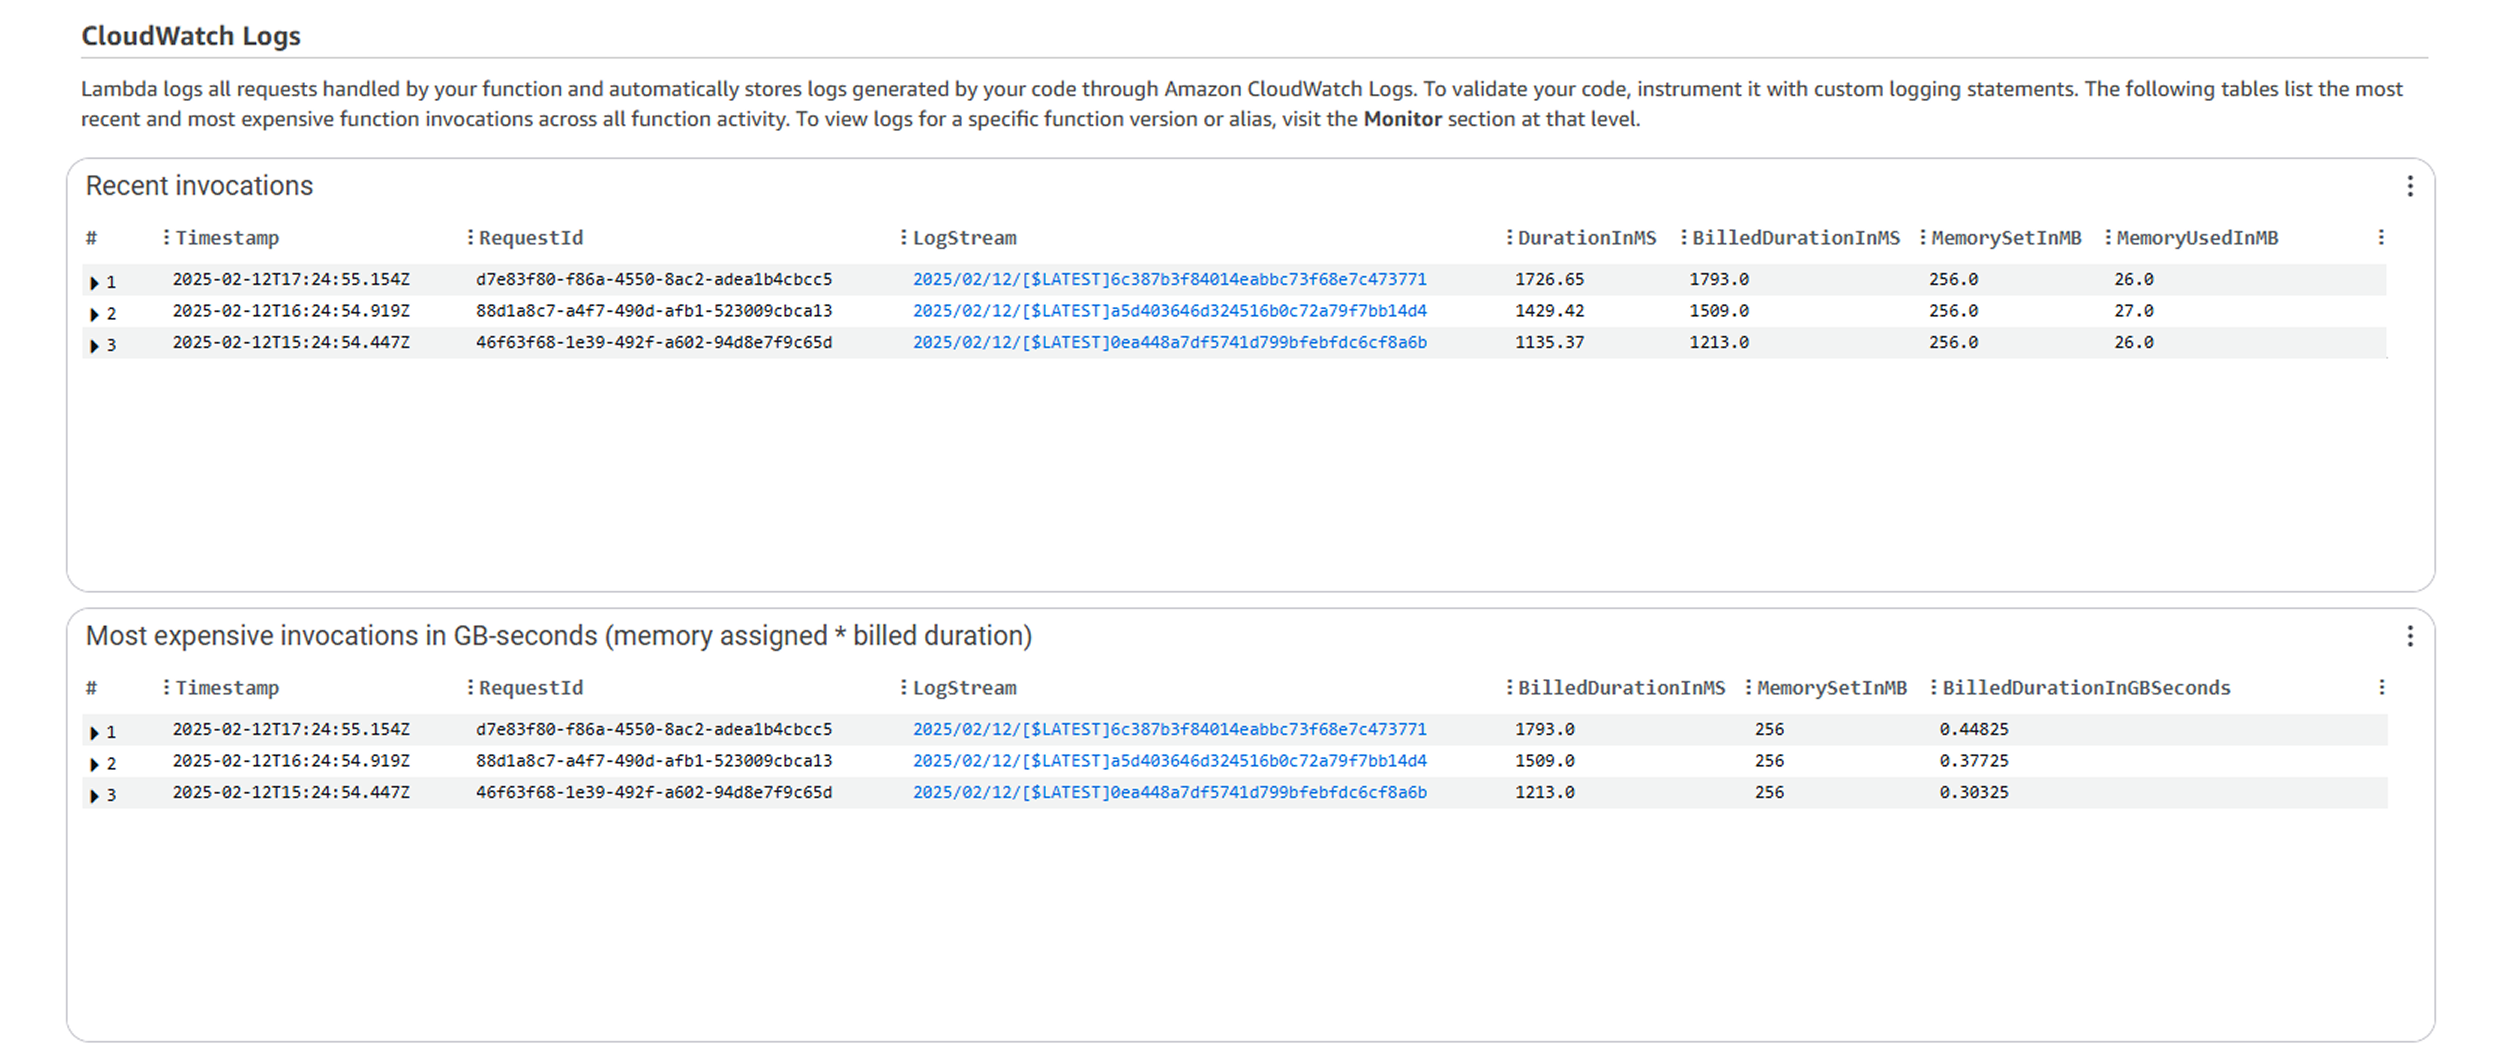 CloudWatch Logs
Lambda logs all requests handled by your function and automatically stores logs generated by your code through Amazon CloudWatch Logs. To validate your code, instrument it with custom logging statements. The following tables list the most
recent and most expensive function invocations across all function activity. To view logs for a specific function version or alias, visit the Monitor section at that level.
Recent invocations
# Timestamp RequestId LogStream DurationInMS BilledDurationInMS MemorySetInMB MemoryUsedInMB
1 2025-02-12T17:24:55.154Z d7e83f80-f86a-4550-8ac2-adea1b4cbcc5 2025/02/12/[$LATEST]6c387b3f84014eabbc73f68e7c473771 1726.65 1793.0 256.0 26.0
2 2025-02-12T16:24:54.919Z 88d1a8c7-a4f7-490d-afb1-523009cbca13 2025/02/12/[$LATEST]a5d403646d324516b0c72a79f7bb14d4 1429.42 1509.0 256.0 27.0
3 2025-02-12T15:24:54.447Z 46f63f68-1e39-492f-a602-94d8e7f9c65d 2025/02/12/[$LATEST]0ea448a7df5741d799bfebfdc6cf8a6b 1135.37 1213.0 256.0 26.0
Most expensive invocations in GB-seconds (memory assigned * billed duration)
# Timestamp RequestId LogStream BilledDurationInMS MemorySetInMB BilledDurationInGBSeconds
1 2025-02-12T17:24:55.154Z d7e83f80-f86a-4550-8ac2-adea1b4cbcc5 2025/02/12/[$LATEST]6c387b3f84014eabbc73f68e7c473771 1793.0 256 0.44825
2 2025-02-12T16:24:54.919Z 88d1a8c7-a4f7-490d-afb1-523009cbca13 2025/02/12/[$LATEST]a5d403646d324516b0c72a79f7bb14d4 1509.0 256 0.37725
3 2025-02-12T15:24:54.447Z 46f63f68-1e39-492f-a602-94d8e7f9c65d 2025/02/12/[$LATEST]0ea448a7df5741d799bfebfdc6cf8a6b 1213.0 256 0.30325